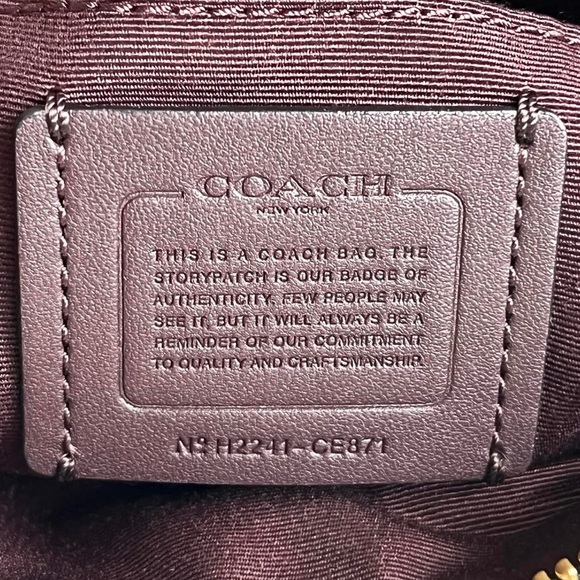 COACH
NEW YORK
THIS IS A COACH BAG. THE
STORYPATCH IS OUR BADGE OF
AUTHENTICITY. FEW PEOPLE MAY
SEE IT, BUT IT WILL ALWAYS BE A
REMINDER OF OUR COMMITMENT
TO QUALITY AND CRAFTSMANSHIP.
Nº H2241-CE871